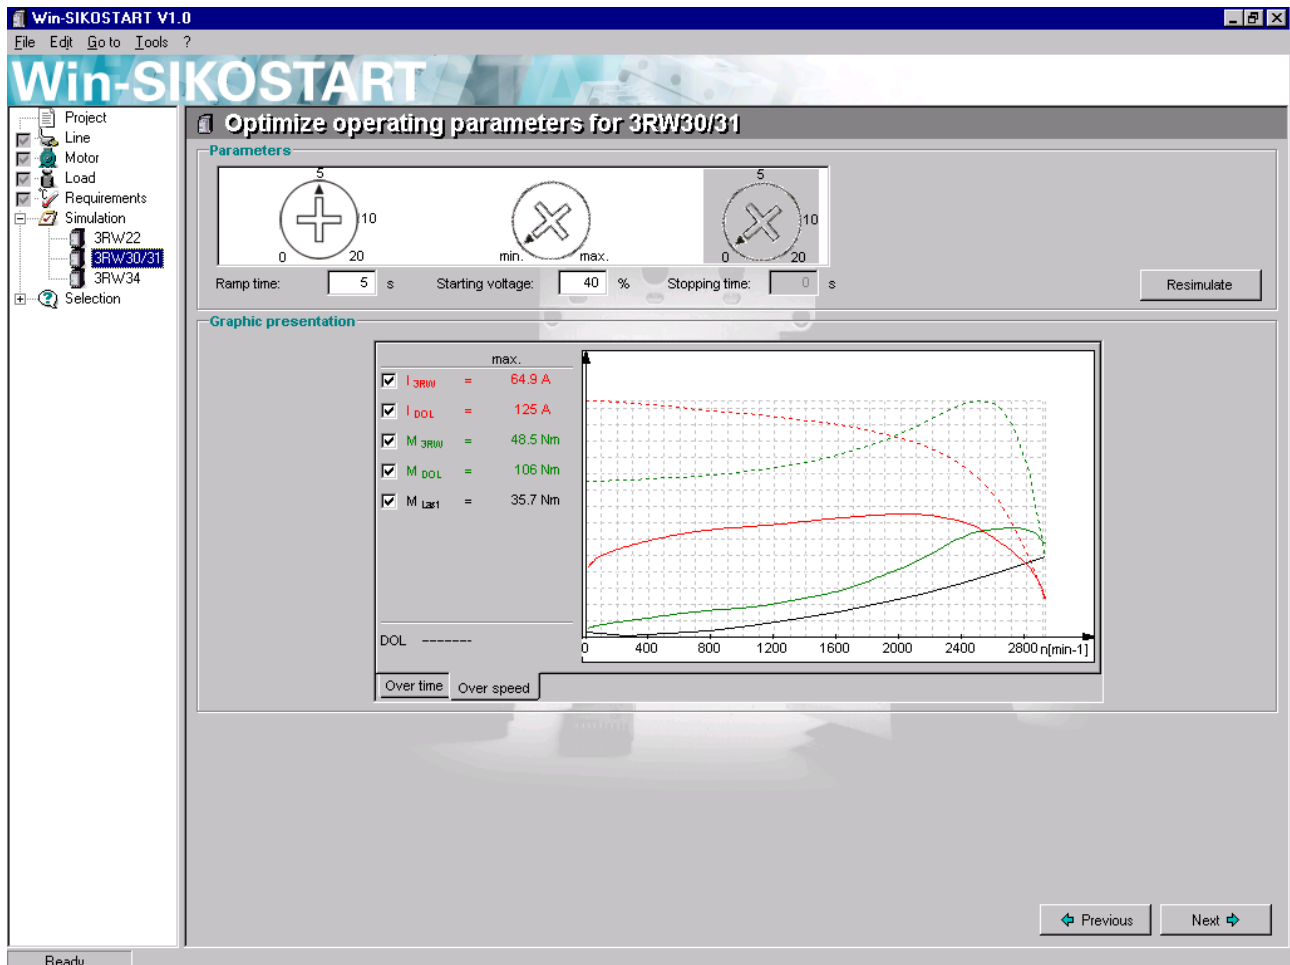 Win-SIKOSTART V1.0
File Edit Go to Tools ?
Win-SIKOSTART
Project
Line
Motor
Load
Requirements
Simulation
3RW22
3RW30/31
3RW34
Selection
Optimize operating parameters for 3RW30/31
Parameters
5
10
0
20
min.
max.
5
10
0
20
Ramp time: 5 s
Starting voltage: 40 %
Stopping time: 0 s
Resimulate
Graphic presentation
max.
I 3RW = 64.9 A
I DOL = 125 A
M 3RW = 48.5 Nm
M DOL = 106 Nm
M Last = 35.7 Nm
DOL -------
0 400 800 1200 1600 2000 2400 2800 n[min-1]
Over time
Over speed
Previous
Next
Ready